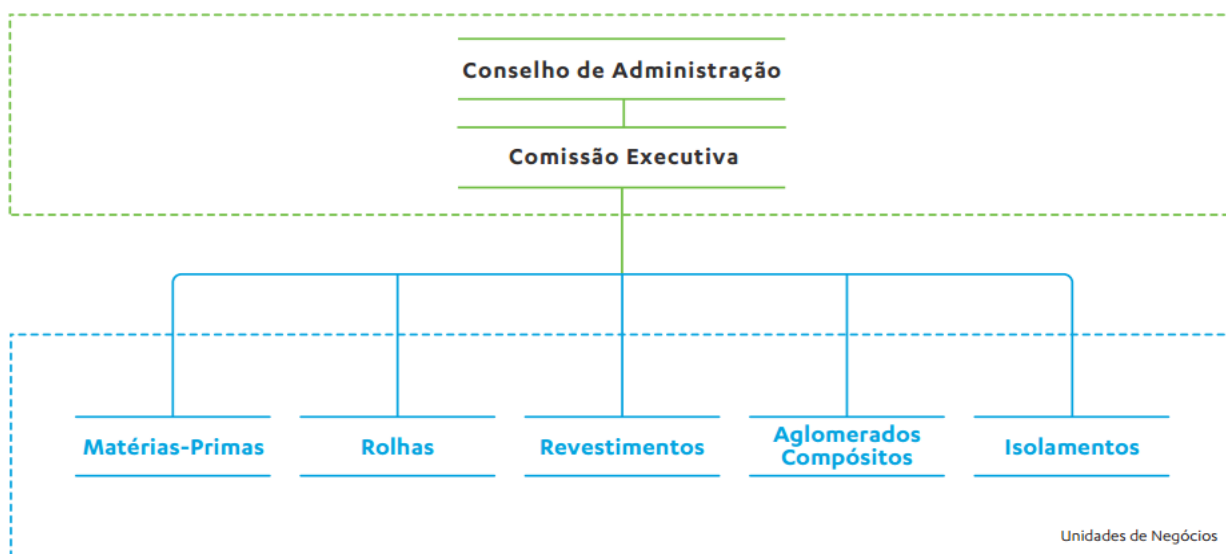 Conselho de Administração
Comissão Executiva
Matérias-Primas
Rolhas
Revestimentos
Aglomerados
Compósitos
Isolamentos
Unidades de Negócios